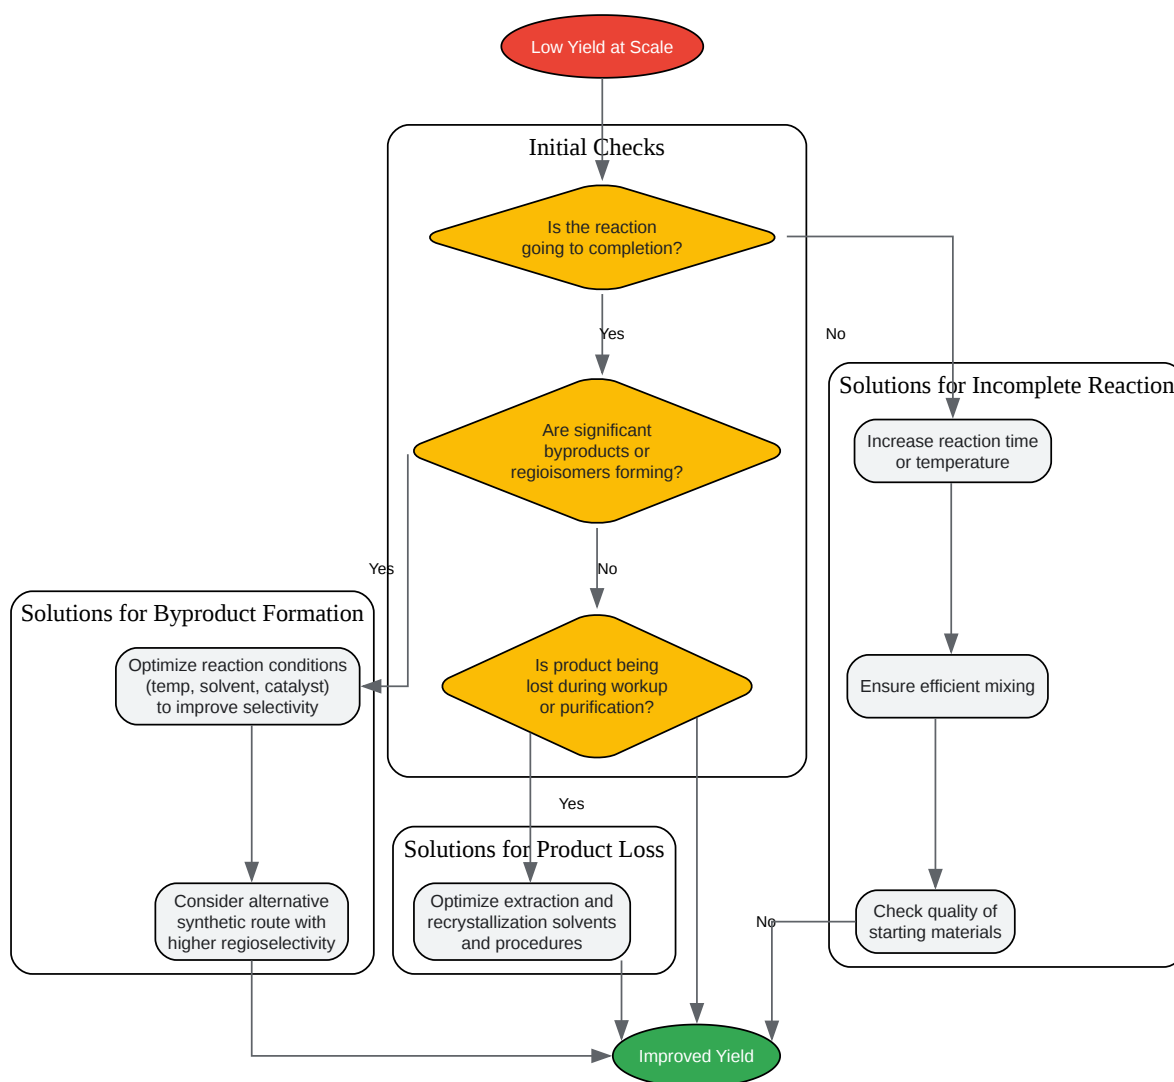 Low Yield at Scale
Initial Checks
Is the reaction
going to completion?
Yes
No
Solutions for Incomplete Reaction
Are significant
byproducts or
regioisomers forming?
Increase reaction time
or temperature
Yes
No
Solutions for Byproduct Formation
Optimize reaction conditions
(temp, solvent, catalyst)
to improve selectivity
Is product being
lost during workup
or purification?
Ensure efficient mixing
Yes
Solutions for Product Loss
Consider alternative
synthetic route with
higher regioselectivity
Optimize extraction and
recrystallization solvents
and procedures
No
Check quality of
starting materials
Improved Yield